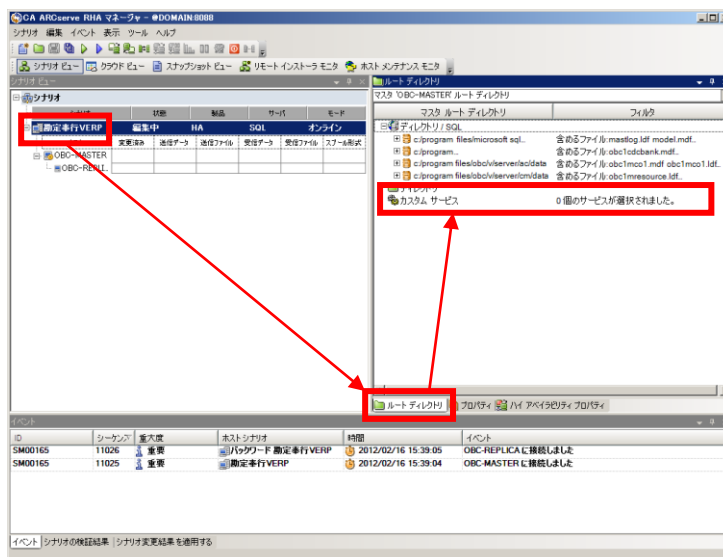 CA ARCserve RHA マネージャ - @DOMAIN:8088
シナリオ 編集 イベント 表示 ツール ヘルプ
シナリオ ビュー クラウド ビュー スナップショット ビュー リモート インストーラ モニタ ホスト メンテナンス モニタ
シナリオ ビュー
シナリオ
シナリオ 状態 製品 サーバ モード
勘定奉行VERP 編集中 HA SQL オンライン
変更済み 送信データ 送信ファイル 受信データ 受信ファイル スプール形式
OBC-MASTER
OBC-REPLI..
ルート ディレクトリ
マスタ 'OBC-MASTER' ルート ディレクトリ
マスタ ルート ディレクトリ フィルタ
ディレクトリ / SQL
c:/program files/microsoft sql.. 含めるファイル:mastlog.ldf model.mdf..
c:/program... 含めるファイル:obc1cdcbank.mdf..
c:/program files/obc/v/server/ac/data 含めるファイル:obc1mco1.mdf obc1mco1.ldf..
c:/program files/obc/v/server/cm/data 含めるファイル:obc1mresource.ldf..
ディレクトリ
カスタム サービス 0 個のサービスが選択されました。
ルート ディレクトリ プロパティ ハイ アベイラビリティ プロパティ
イベント
ID シーケンス 重大度 ホスト/シナリオ 時間 イベント
SM00165 11026 重要 バックワード 勘定奉行VERP 2012/02/16 15:39:05 OBC-REPLICA に接続しました
SM00165 11025 重要 勘定奉行VERP 2012/02/16 15:39:04 OBC-MASTER に接続しました
イベント シナリオの検証結果 シナリオ変更結果を適用する